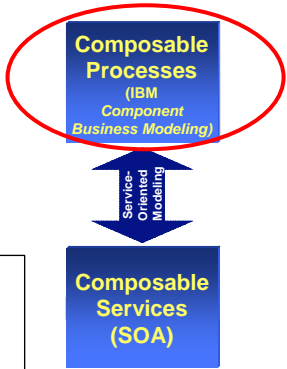 Composable
Processes
(IBM
Component
Business Modeling)
Service-
Oriented
Modeling
Composable
Services
(SOA)